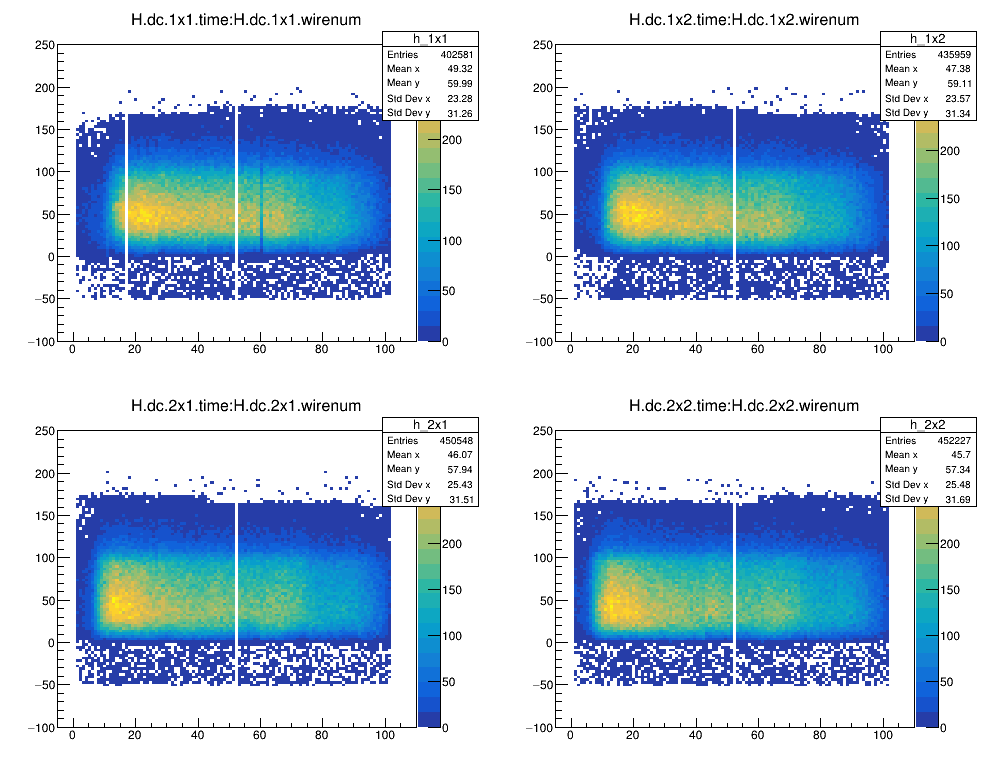 H.dc.1x1.time:H.dc.1x1.wirenum
h_1x1
Entries 402581
Mean x 49.32
Mean y 59.99
Std Dev x 23.28
Std Dev y 31.26
250
200
150
100
50
0
−50
−100
0 20 40 60 80 100
200
150
100
50
0
H.dc.1x2.time:H.dc.1x2.wirenum
h_1x2
Entries 435959
Mean x 47.38
Mean y 59.11
Std Dev x 23.57
Std Dev y 31.34
250
200
150
100
50
0
−50
−100
0 20 40 60 80 100
200
150
100
50
0
H.dc.2x1.time:H.dc.2x1.wirenum
h_2x1
Entries 450548
Mean x 46.07
Mean y 57.94
Std Dev x 25.43
Std Dev y 31.51
250
200
150
100
50
0
−50
−100
0 20 40 60 80 100
200
150
100
50
0
H.dc.2x2.time:H.dc.2x2.wirenum
h_2x2
Entries 452227
Mean x 45.7
Mean y 57.34
Std Dev x 25.48
Std Dev y 31.69
250
200
150
100
50
0
−50
−100
0 20 40 60 80 100
200
150
100
50
0